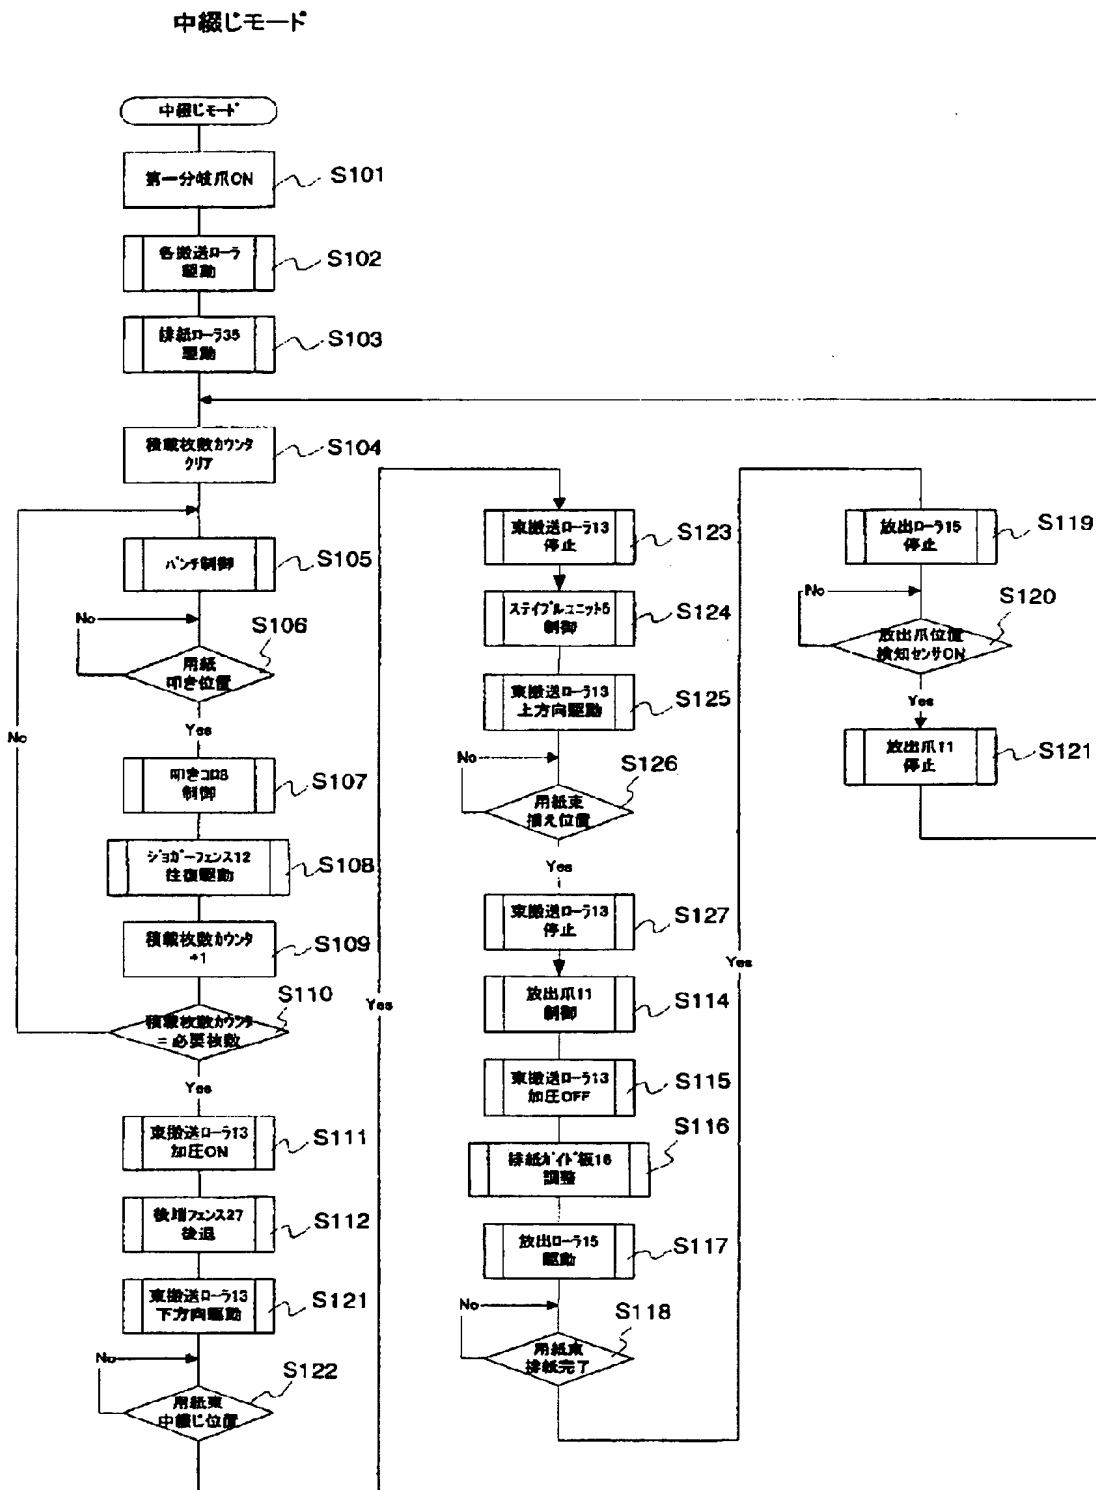 中綴じモード
中綴じモード
第一分岐爪ON
S101
各搬送ローラ
駆動
S102
排紙ローラ35
駆動
S103
積載枚数カウンタ
クリア
S104
パンチ制御
S105
No
S106
用紙
叩き位置
Yes
No
叩きコロ8
制御
S107
ジョガーフェンス12
往復駆動
S108
積載枚数カウンタ
+1
S109
S110
積載枚数カウンタ
= 必要枚数
Yes
束搬送ローラ13
加圧ON
S111
後端フェンス27
後退
S112
束搬送ローラ13
下方向駆動
S121
No
S122
用紙束
中綴じ位置
Yes
束搬送ローラ13
停止
S123
ステイプルユニット5
制御
S124
束搬送ローラ13
上方向駆動
S125
No
S126
用紙束
揃え位置
Yes
束搬送ローラ13
停止
S127
放出爪11
制御
S114
束搬送ローラ13
加圧OFF
S115
S116
排紙ガイド板16
調整
放出ローラ15
駆動
S117
No
S118
用紙束
排紙完了
Yes
放出ローラ15
停止
S119
No
S120
放出爪位置
検知センサON
Yes
放出爪11
停止
S121